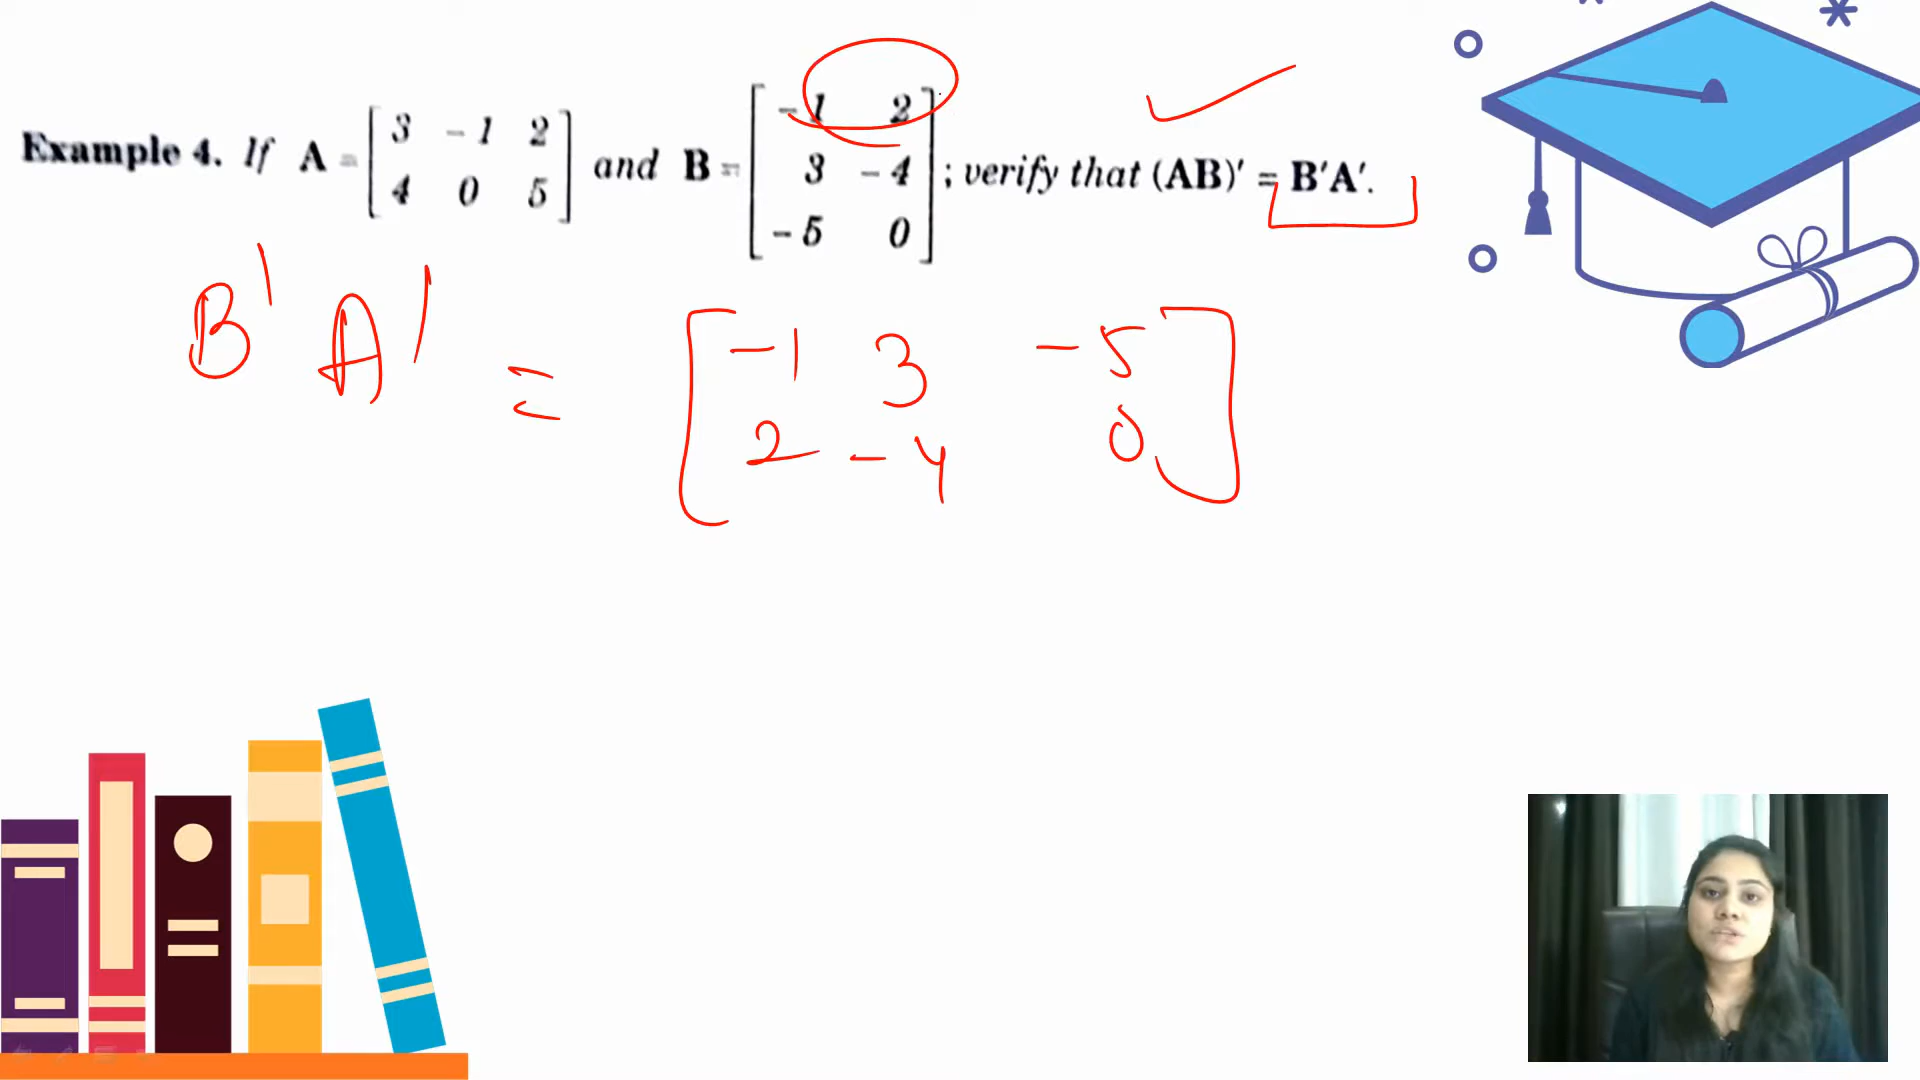 Example 4. If A = [ 3 - 1 2 ; 4 0 5 ] and B = [ - 1 2 ; 3 - 4 ; - 5 0 ] ; verify that (AB)′ = B′A′.
B' A' = [ -1 3 -5 ; 2 -4 0 ]